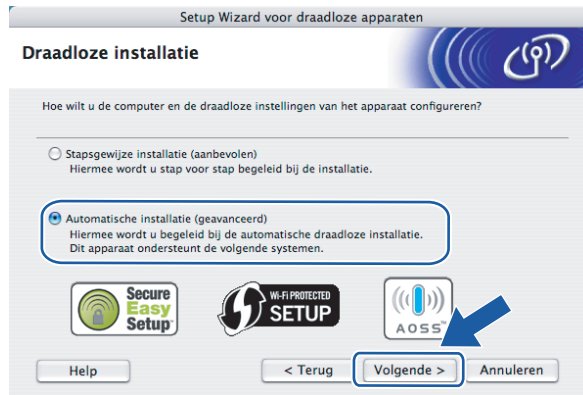 Setup Wizard voor draadloze apparaten
Draadloze installatie
Hoe wilt u de computer en de draadloze instellingen van het apparaat configureren?
Stapsgewijze installatie (aanbevolen)
Hiermee wordt u stap voor stap begeleid bij de installatie.
Automatische installatie (geavanceerd)
Hiermee wordt u begeleid bij de automatische draadloze installatie.
Dit apparaat ondersteunt de volgende systemen.
Secure
Easy
Setup™
Wi-Fi PROTECTED
SETUP
AOSS™
Help
< Terug
Volgende >
Annuleren